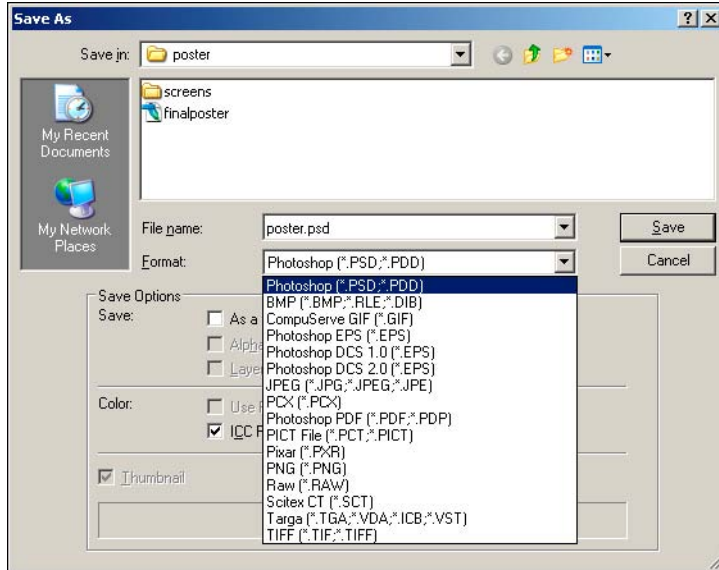 Save As
Save in: poster
screens
finalposter
My Recent
Documents
My Network
Places
File name: poster.psd Save
Format: Photoshop (*.PSD;*.PDD) Cancel
Photoshop (*.PSD;*.PDD)
BMP (*.BMP;*.RLE;*.DIB)
CompuServe GIF (*.GIF)
Photoshop EPS (*.EPS)
Photoshop DCS 1.0 (*.EPS)
Photoshop DCS 2.0 (*.EPS)
JPEG (*.JPG;*.JPEG;*.JPE)
PCX (*.PCX)
Photoshop PDF (*.PDF;*.PDP)
PICT File (*.PCT;*.PICT)
Pixar (*.PXR)
PNG (*.PNG)
Raw (*.RAW)
Scitex CT (*.SCT)
Targa (*.TGA;*.VDA;*.ICB;*.VST)
TIFF (*.TIF;*.TIFF)
Save Options
Save: As a
Alpha
Laye
Color: Use
ICC
Thumbnail